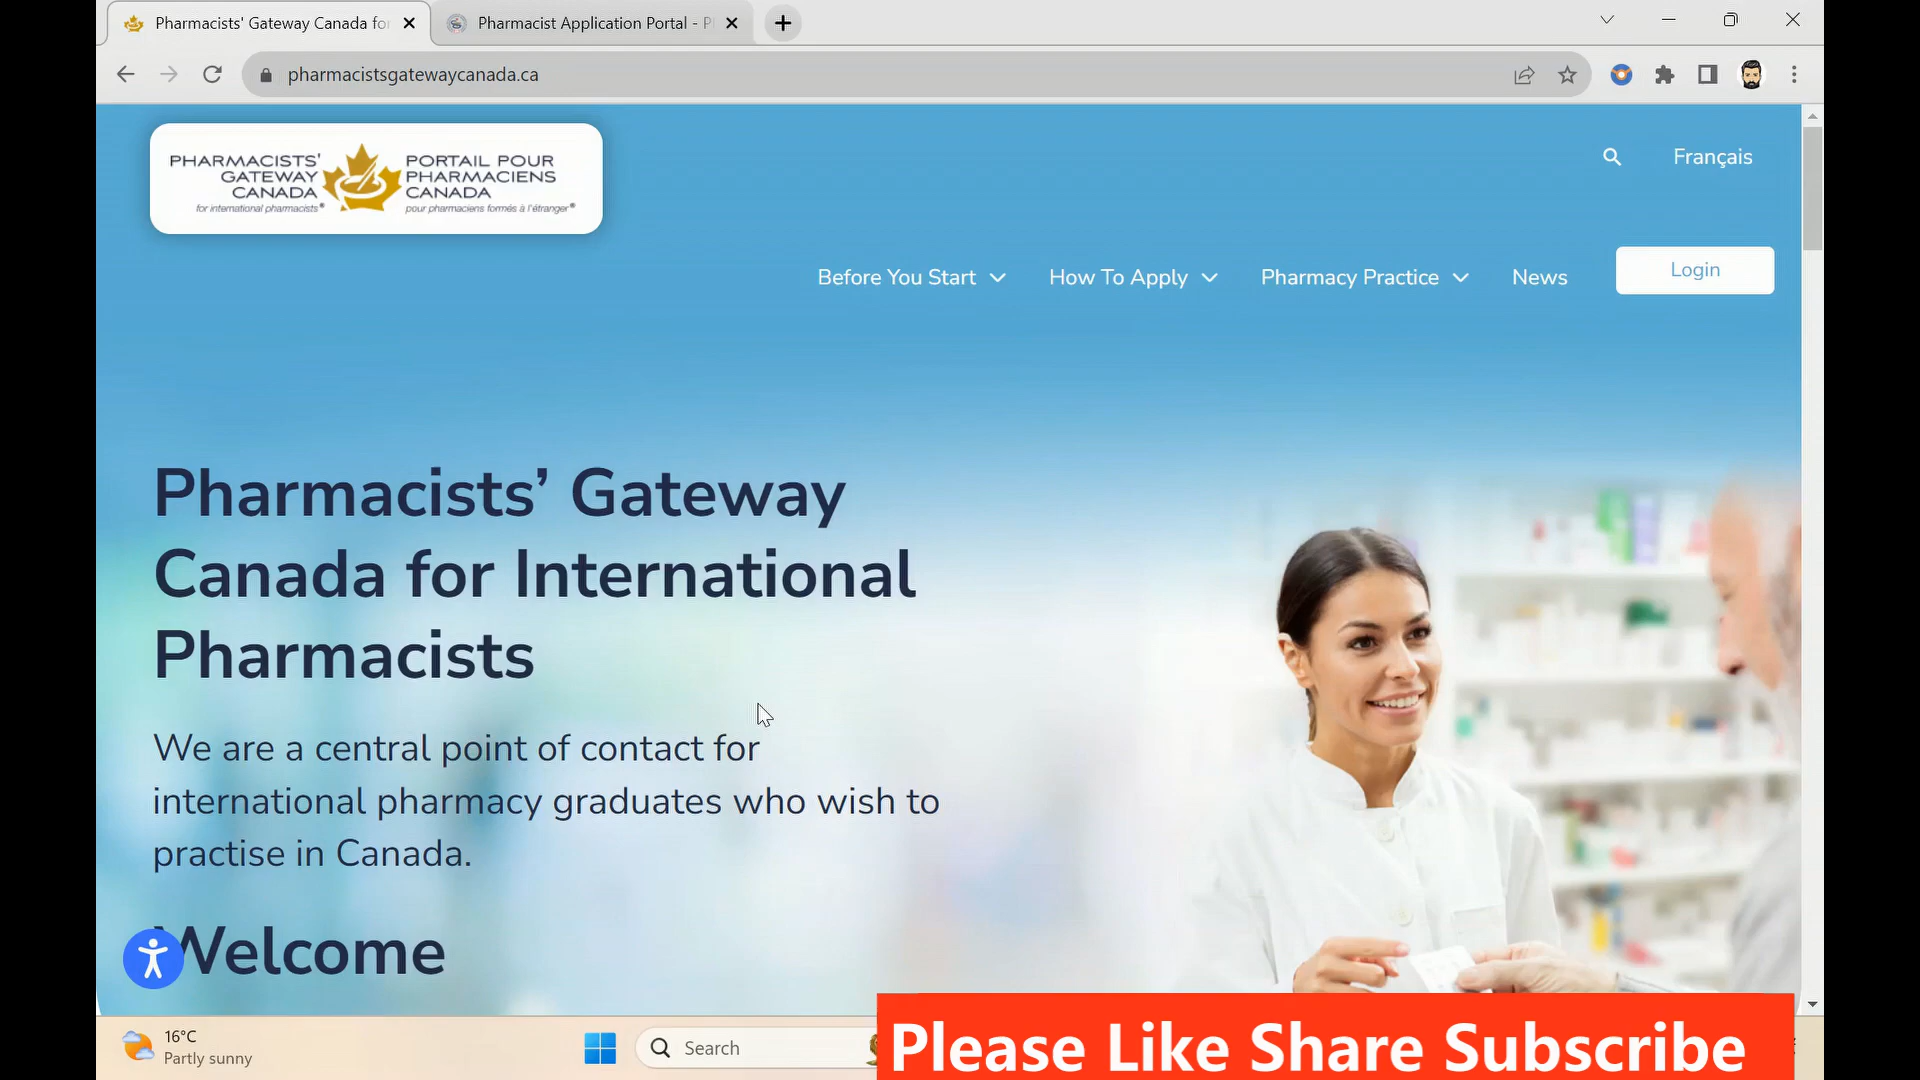 Pharmacists' Gateway Canada fo
Pharmacist Application Portal - P
pharmacistsgatewaycanada.ca
PHARMACISTS'
GATEWAY
CANADA
for international pharmacists®
PORTAIL POUR
PHARMACIENS
CANADA
pour pharmaciens formés à l'étranger®
Français
Before You Start
How To Apply
Pharmacy Practice
News
Login
Pharmacists’ Gateway
Canada for International
Pharmacists
We are a central point of contact for
international pharmacy graduates who wish to
practise in Canada.
Welcome
16°C
Partly sunny
Search
Please Like Share Subscribe